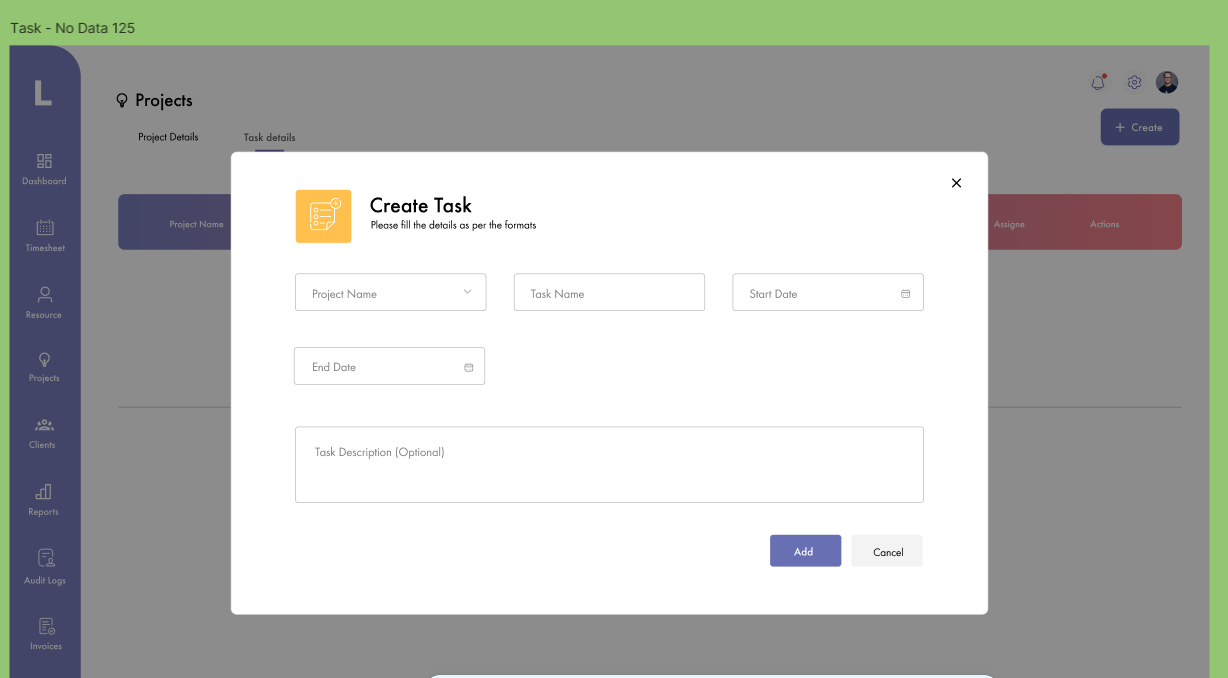 Task - No Data 125
L
Projects
Project Details
Task details
+ Create
Dashboard
Timesheet
Resource
Projects
Clients
Reports
Audit Logs
Invoices
Project Name
Assigne
Actions
Create Task
Please fill the details as per the formats
Project Name
Task Name
Start Date
End Date
Task Description (Optional)
Add
Cancel